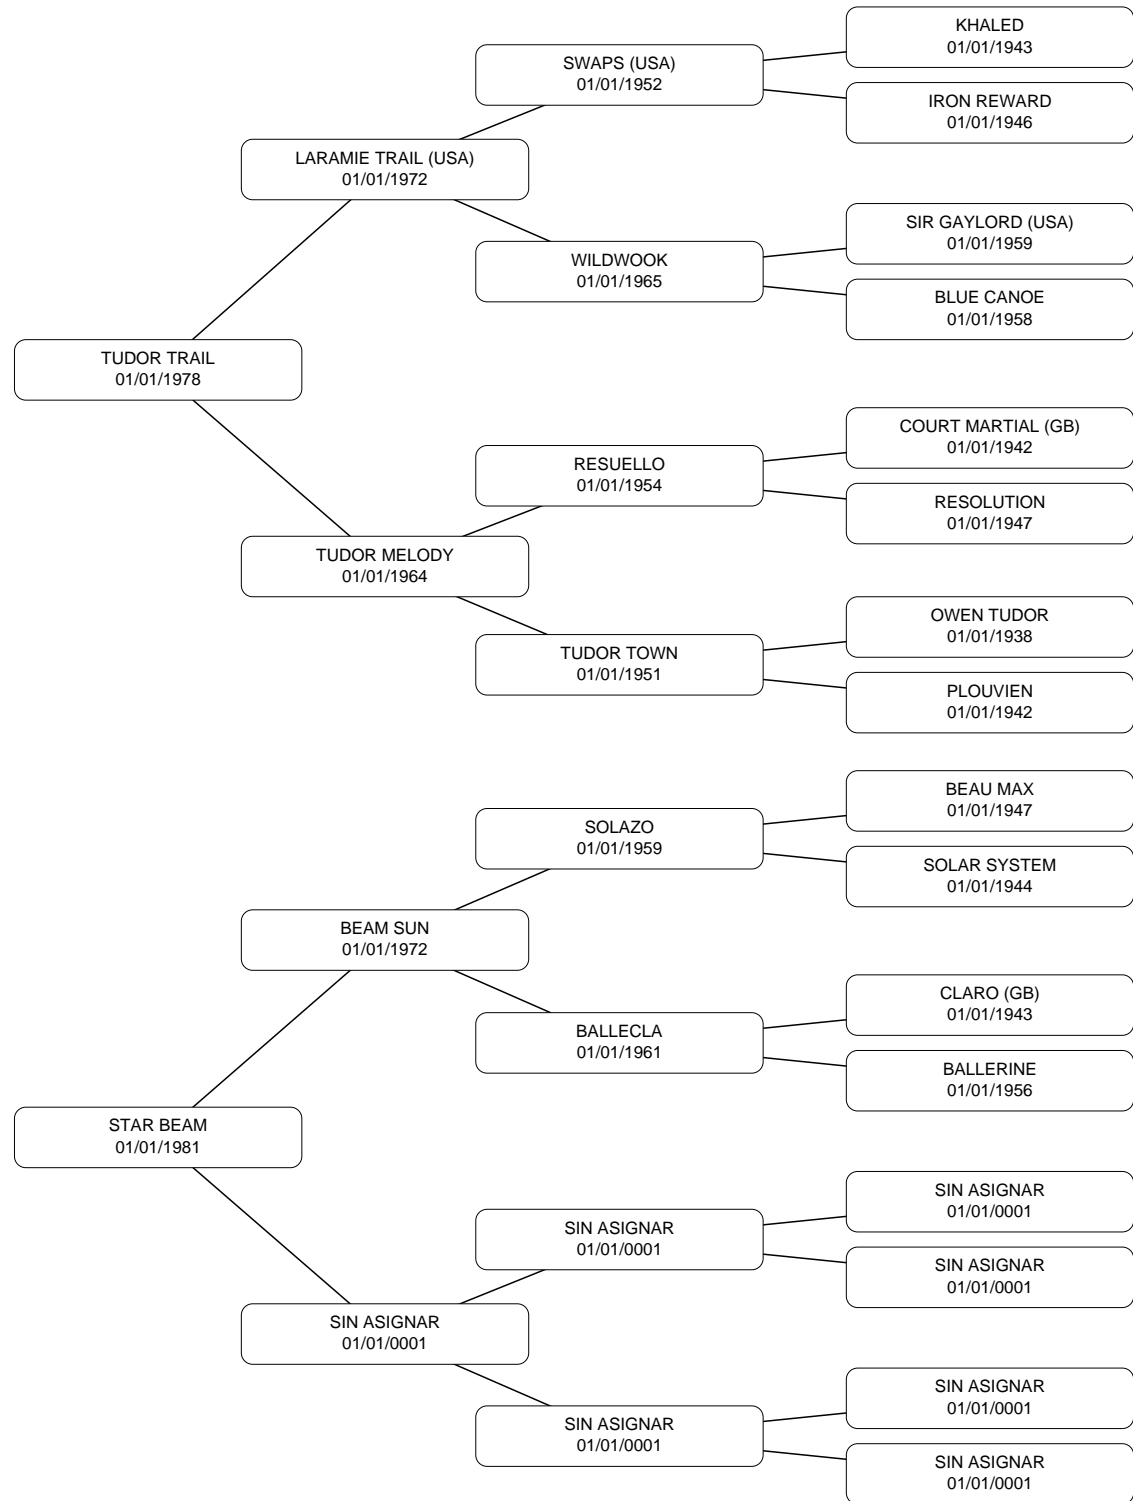 KHALED
01/01/1943
SWAPS (USA)
01/01/1952
IRON REWARD
01/01/1946
LARAMIE TRAIL (USA)
01/01/1972
SIR GAYLORD (USA)
01/01/1959
WILDWOOK
01/01/1965
BLUE CANOE
01/01/1958
TUDOR TRAIL
01/01/1978
COURT MARTIAL (GB)
01/01/1942
RESUELLO
01/01/1954
RESOLUTION
01/01/1947
TUDOR MELODY
01/01/1964
OWEN TUDOR
01/01/1938
TUDOR TOWN
01/01/1951
PLOUVIEN
01/01/1942
BEAU MAX
01/01/1947
SOLAZO
01/01/1959
SOLAR SYSTEM
01/01/1944
BEAM SUN
01/01/1972
CLARO (GB)
01/01/1943
BALLECLA
01/01/1961
BALLERINE
01/01/1956
STAR BEAM
01/01/1981
SIN ASIGNAR
01/01/0001
SIN ASIGNAR
01/01/0001
SIN ASIGNAR
01/01/0001
SIN ASIGNAR
01/01/0001
SIN ASIGNAR
01/01/0001
SIN ASIGNAR
01/01/0001
SIN ASIGNAR
01/01/0001